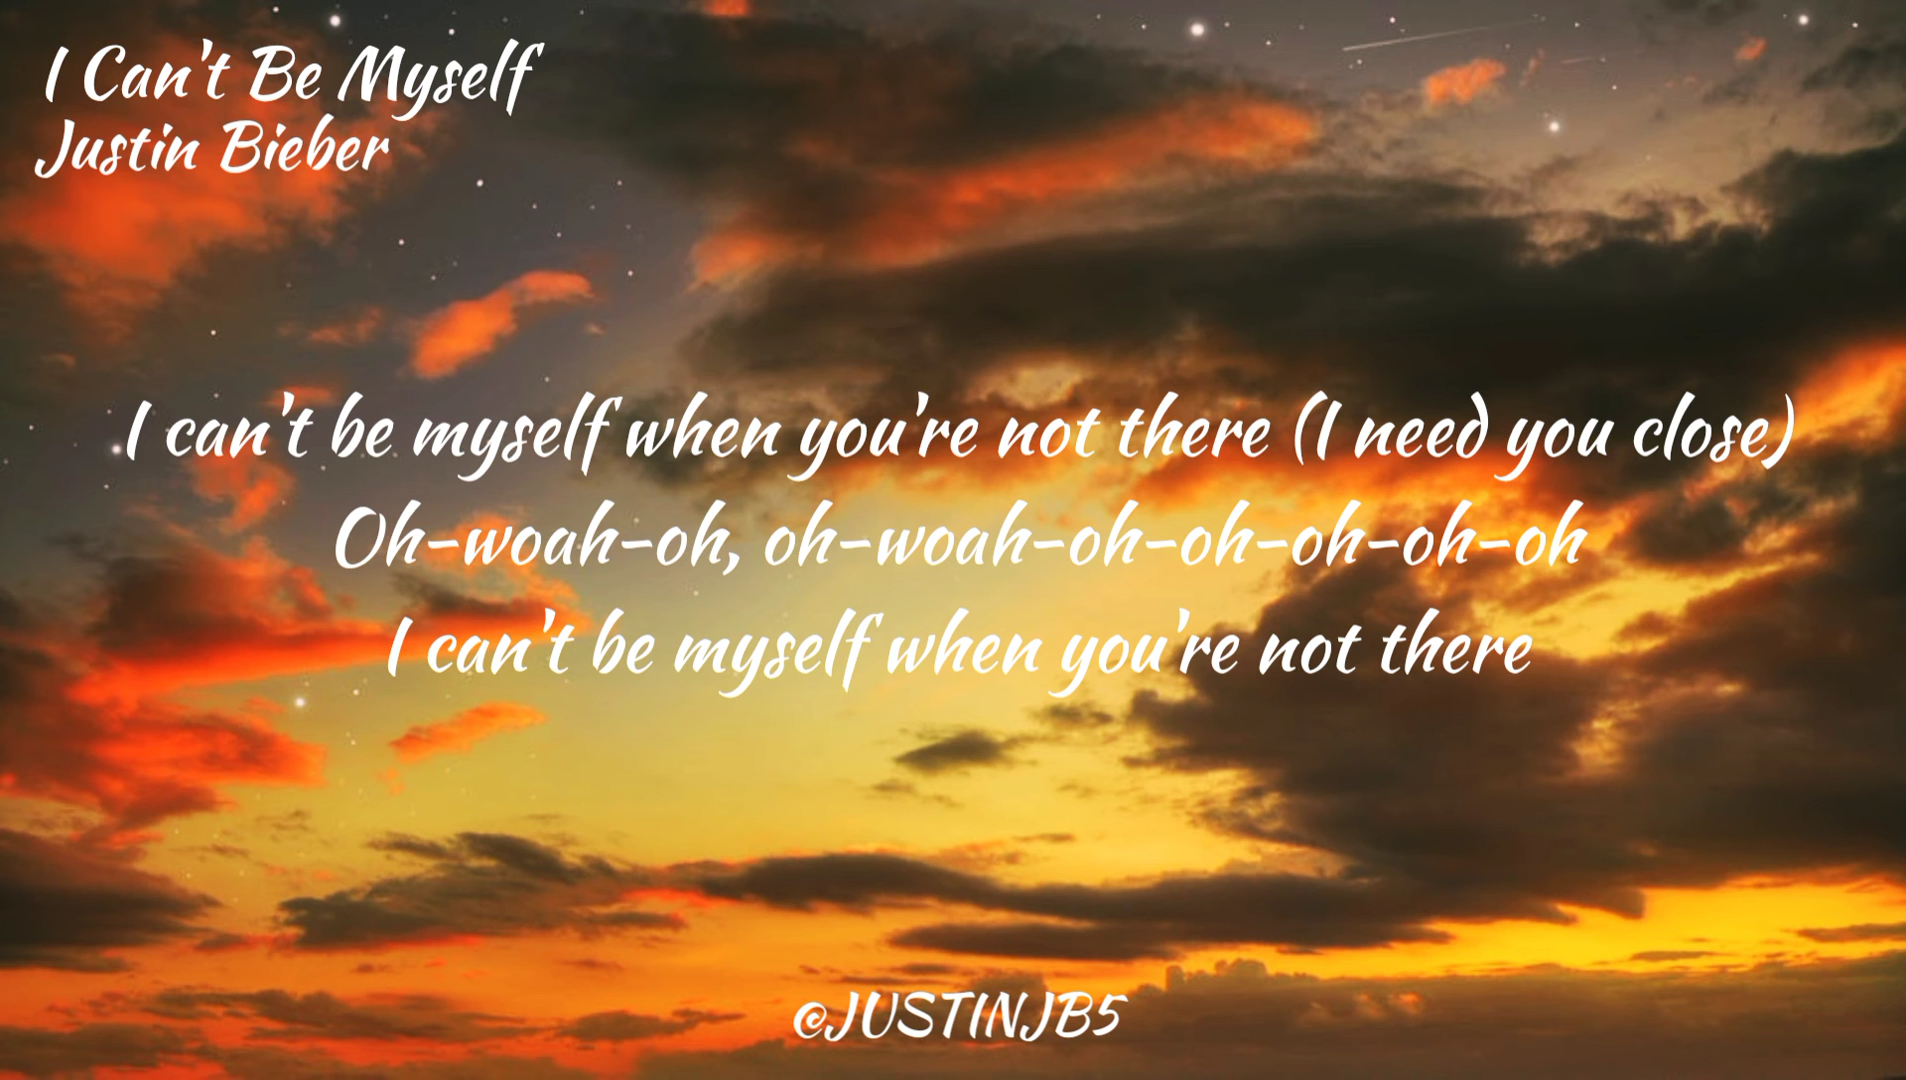 I Can't Be Myself
Justin Bieber
I can't be myself when you're not there (I need you close)
Oh-woah-oh, oh-woah-oh-oh-oh-oh-oh
I can't be myself when you're not there
@JUSTINJB5